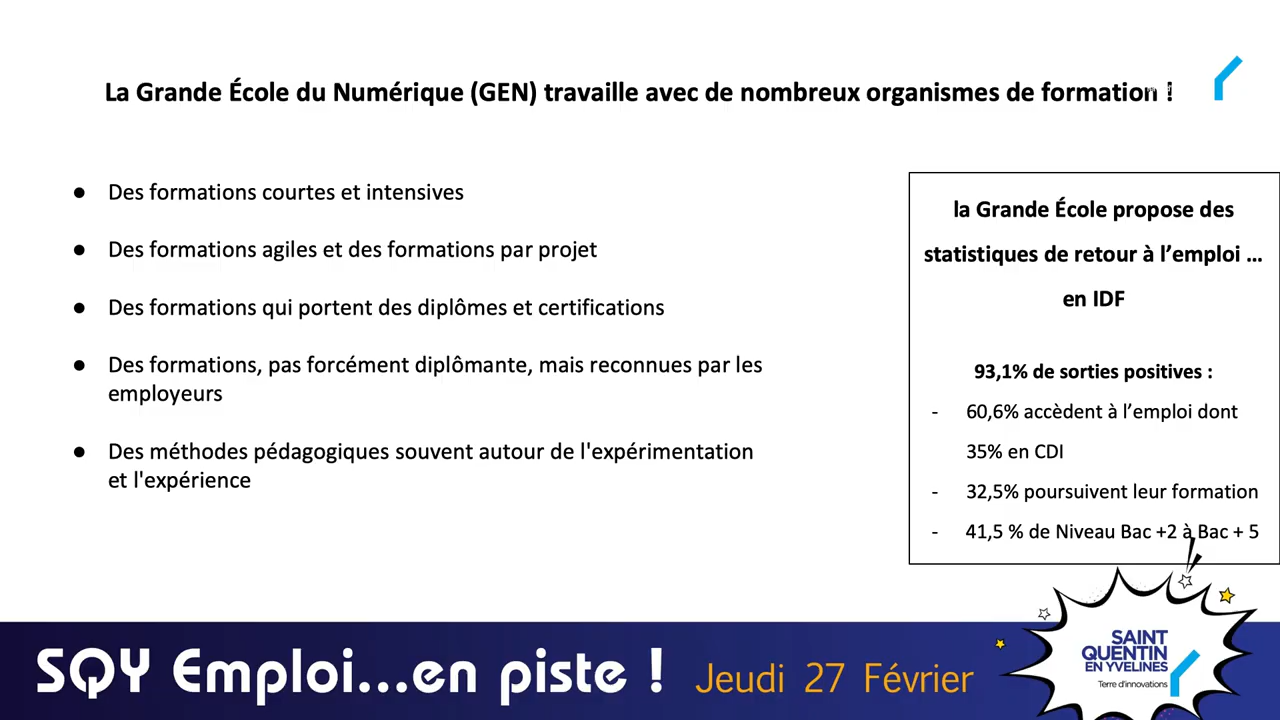 La Grande École du Numérique (GEN) travaille avec de nombreux organismes de formation !
● Des formations courtes et intensives
● Des formations agiles et des formations par projet
● Des formations qui portent des diplômes et certifications
● Des formations, pas forcément diplômante, mais reconnues par les
employeurs
● Des méthodes pédagogiques souvent autour de l'expérimentation
et l'expérience
la Grande École propose des
statistiques de retour à l’emploi ...
en IDF
93,1% de sorties positives :
- 60,6% accèdent à l’emploi dont
35% en CDI
- 32,5% poursuivent leur formation
- 41,5 % de Niveau Bac +2 à Bac + 5
SQY Emploi...en piste ! Jeudi 27 Février
SAINT
QUENTIN
EN YVELINES
Terre d'innovations